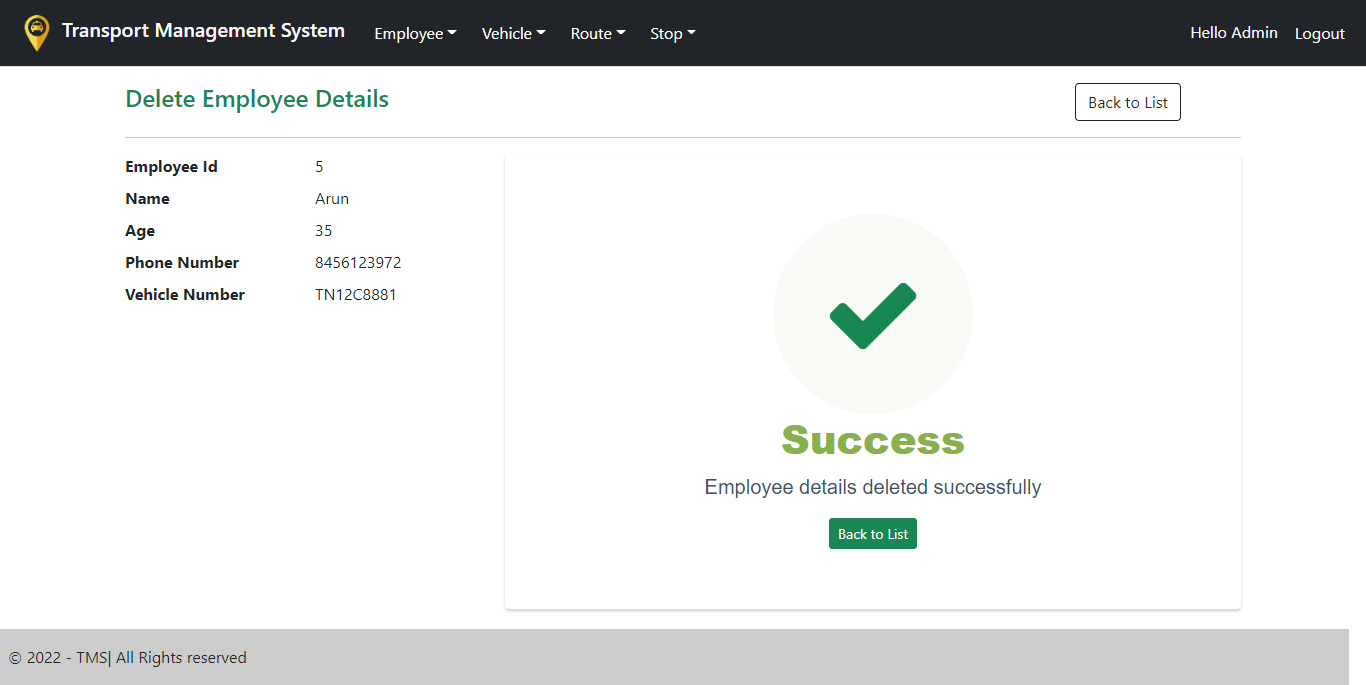 Transport Management System Employee Vehicle Route Stop Hello Admin Logout
Delete Employee Details Back to List
Employee Id 5
Name Arun
Age 35
Phone Number 8456123972
Vehicle Number TN12C8881
Success
Employee details deleted successfully
Back to List
© 2022 - TMS| All Rights reserved